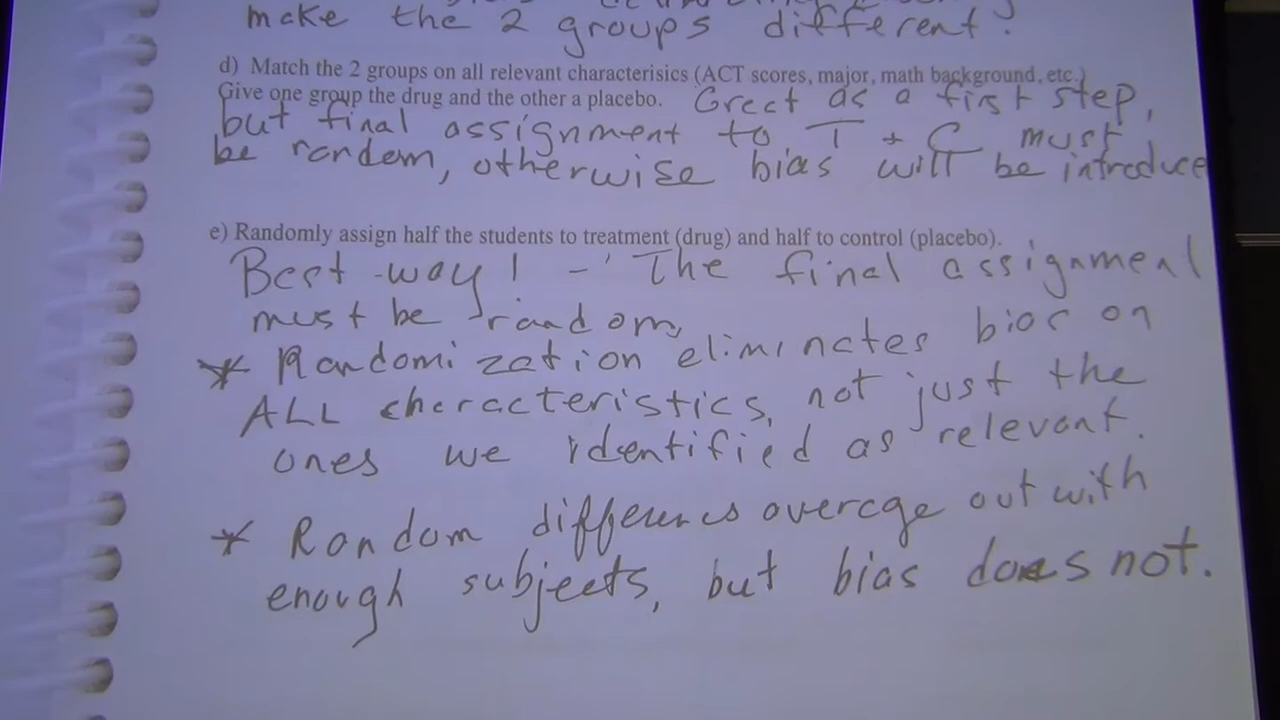 make the 2 groups different?
d) Match the 2 groups on all relevant characterisics (ACT scores, major, math background, etc.)
Give one group the drug and the other a placebo. Great as a first step,
but final assignment to T + C must
be random, otherwise bias will be introduce
e) Randomly assign half the students to treatment (drug) and half to control (placebo).
Best way! - The final assignment
must be random,
* Randomization eliminates bias on
ALL characteristics, not just the
ones we identified as relevant.
* Random differences average out with
enough subjects, but bias does not.